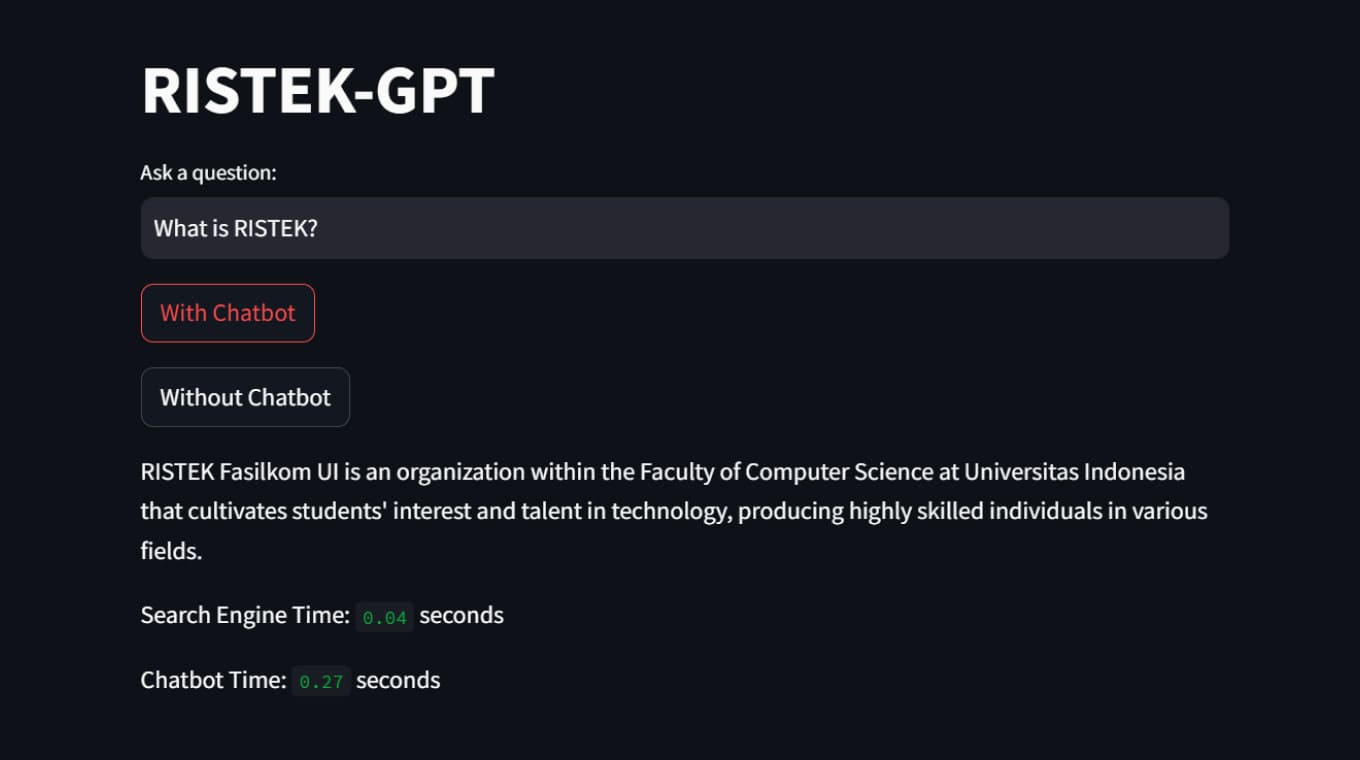 RISTEK-GPT
Ask a question:
What is RISTEK?
With Chatbot
Without Chatbot
RISTEK Fasilkom UI is an organization within the Faculty of Computer Science at Universitas Indonesia
that cultivates students' interest and talent in technology, producing highly skilled individuals in various
fields.
Search Engine Time: 0.04 seconds
Chatbot Time: 0.27 seconds